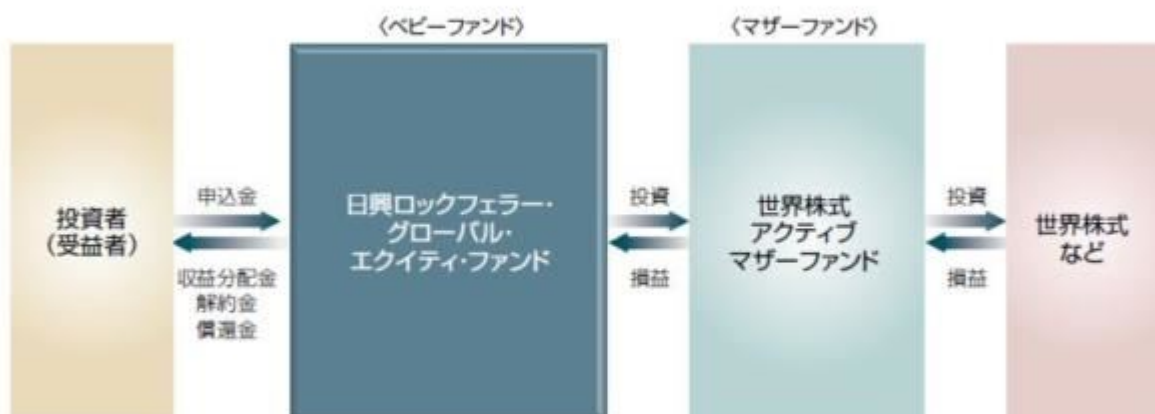 〈ベビーファンド〉
〈マザーファンド〉
投資者
（受益者）
申込金
収益分配金
解約金
償還金
日興ロックフェラー・
グローバル・
エクイティ・ファンド
投資
損益
世界株式
アクティブ
マザーファンド
投資
損益
世界株式
など